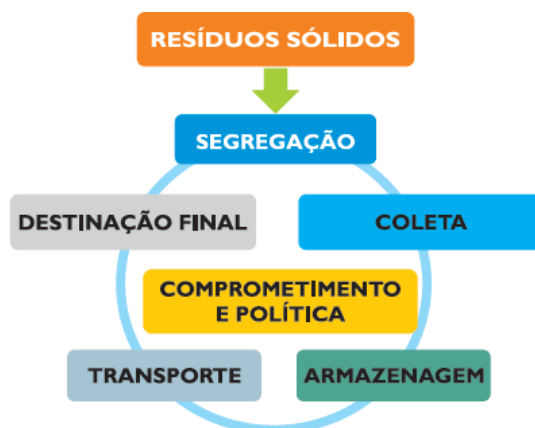 RESÍDUOS SÓLIDOS
SEGREGAÇÃO
DESTINAÇÃO FINAL
COLETA
COMPROMETIMENTO
E POLÍTICA
TRANSPORTE
ARMAZENAGEM